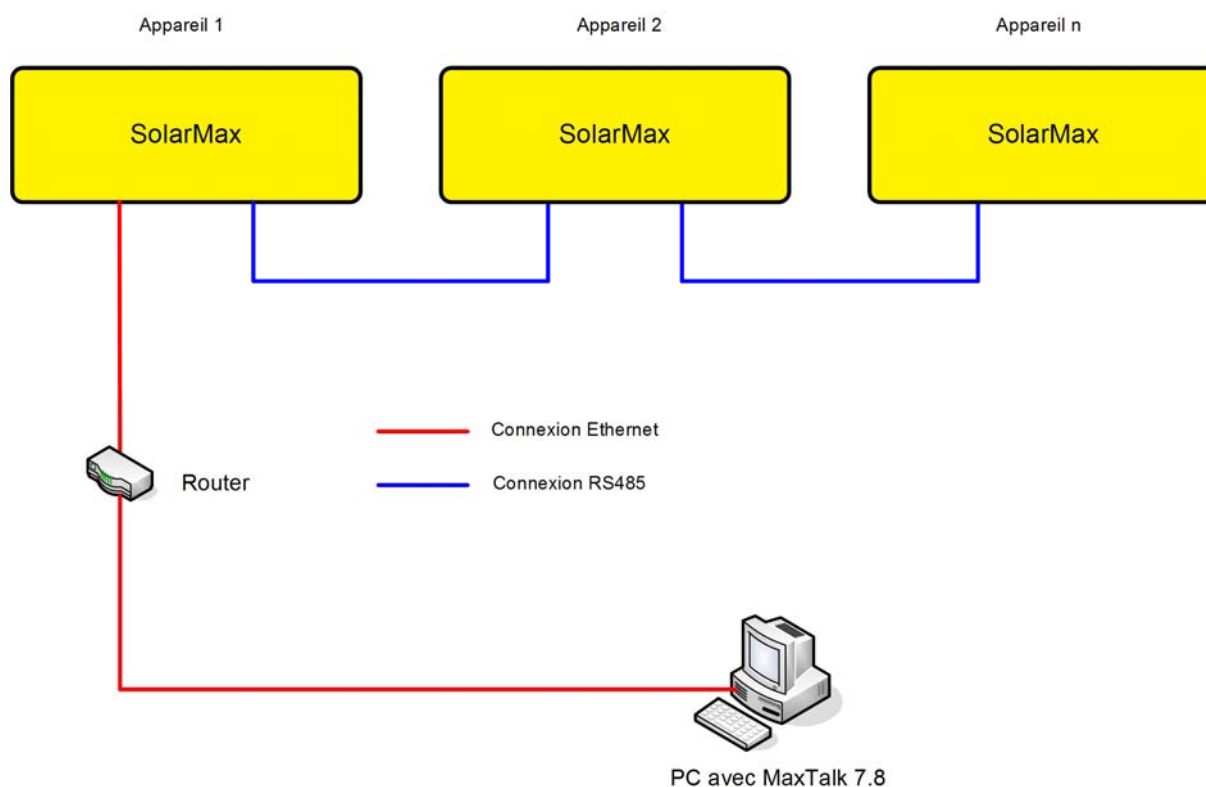 Appareil 1
Appareil 2
Appareil n
SolarMax
SolarMax
SolarMax
Connexion Ethernet
Router
Connexion RS485
PC avec MaxTalk 7.8